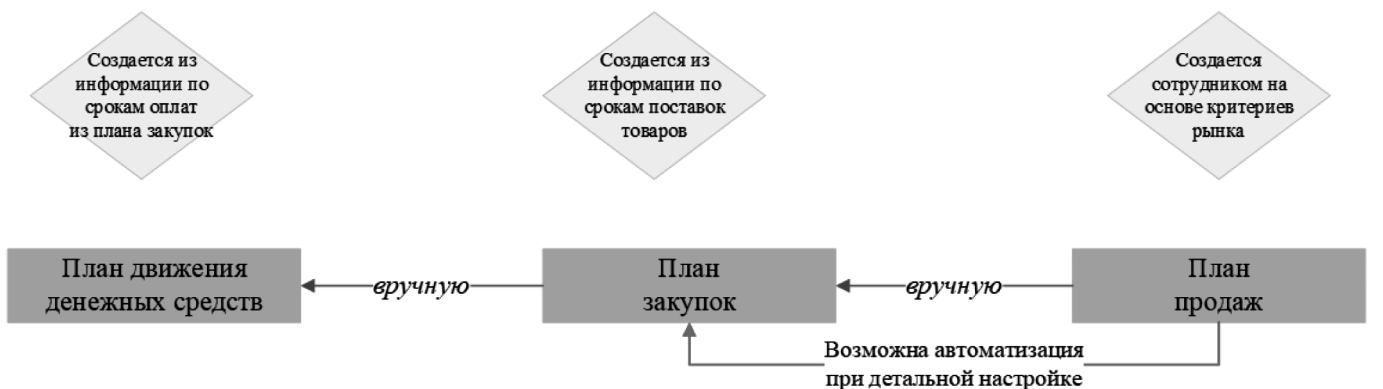 Создается из
информации по
срокам оплат
из плана закупок
Создается из
информации по
срокам поставок
товаров
Создается
сотрудником на
основе критериев
рынка
План движения
денежных средств
вручную
План
закупок
вручную
План
продаж
Возможна автоматизация
при детальной настройке